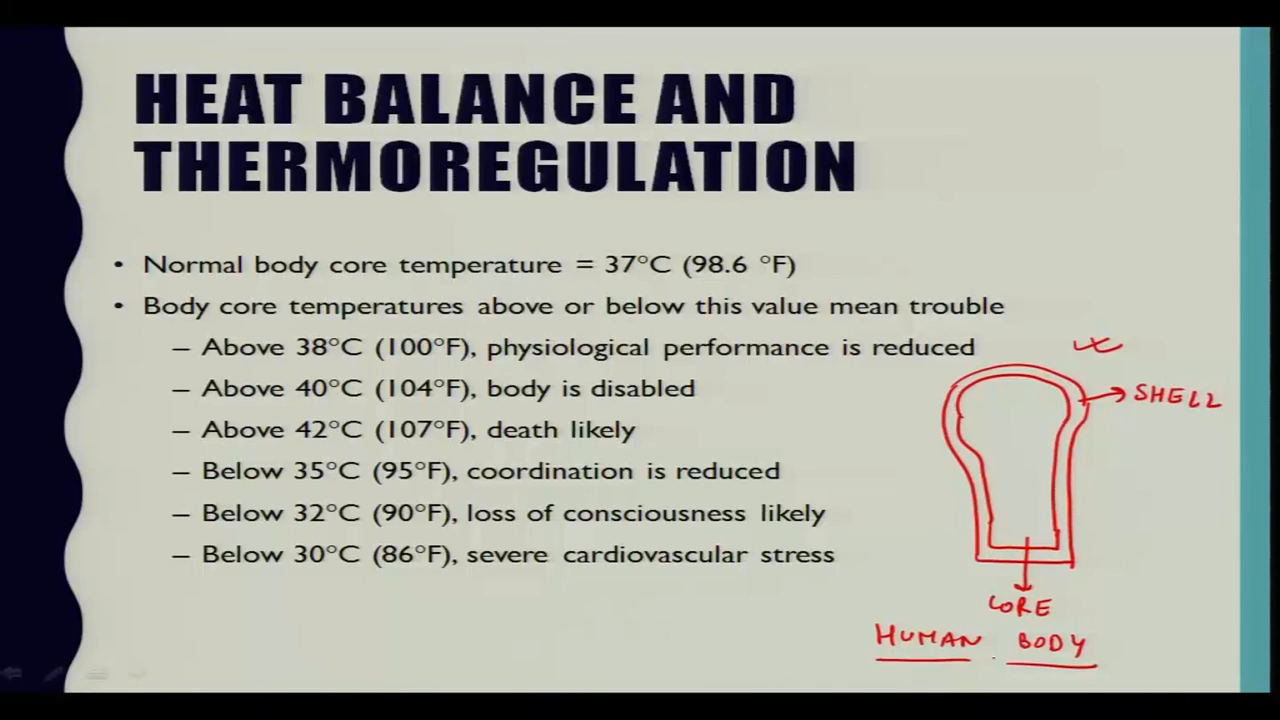 HEAT BALANCE AND
THERMOREGULATION
• Normal body core temperature = 37°C (98.6 °F)
• Body core temperatures above or below this value mean trouble
– Above 38°C (100°F), physiological performance is reduced
– Above 40°C (104°F), body is disabled
– Above 42°C (107°F), death likely
– Below 35°C (95°F), coordination is reduced
– Below 32°C (90°F), loss of consciousness likely
– Below 30°C (86°F), severe cardiovascular stress
SHELL
CORE
HUMAN BODY